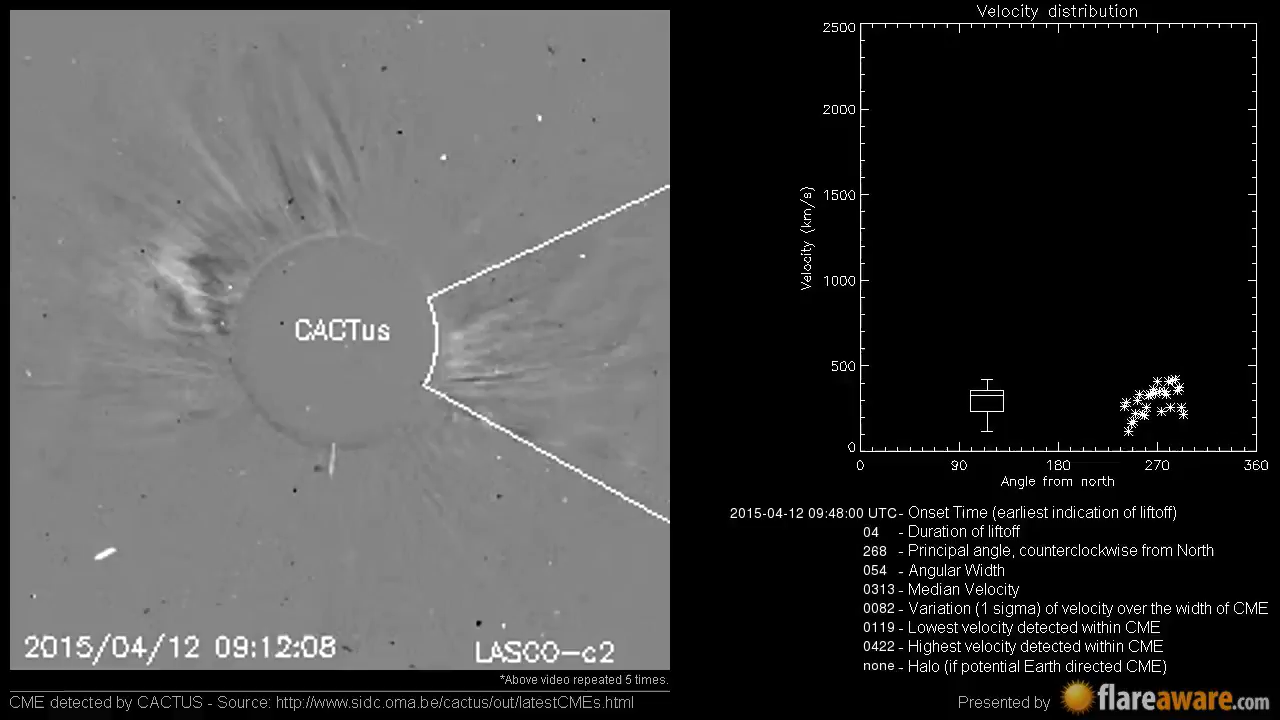 CACTus
2015/04/12 09:12:08
LASCO-c2
*Above video repeated 5 times.
CME detected by CACTUS - Source: http://www.sidc.oma.be/cactus/out/latestCMEs.html
Velocity distribution
2500
2000
1500
1000
500
0
Velocity (km/s)
0 90 180 270 360
Angle from north
2015-04-12 09:48:00 UTC - Onset Time (earliest indication of liftoff)
04 - Duration of liftoff
268 - Principal angle, counterclockwise from North
054 - Angular Width
0313 - Median Velocity
0082 - Variation (1 sigma) of velocity over the width of CME
0119 - Lowest velocity detected within CME
0422 - Highest velocity detected within CME
none - Halo (if potential Earth directed CME)
Presented by flareaware.com